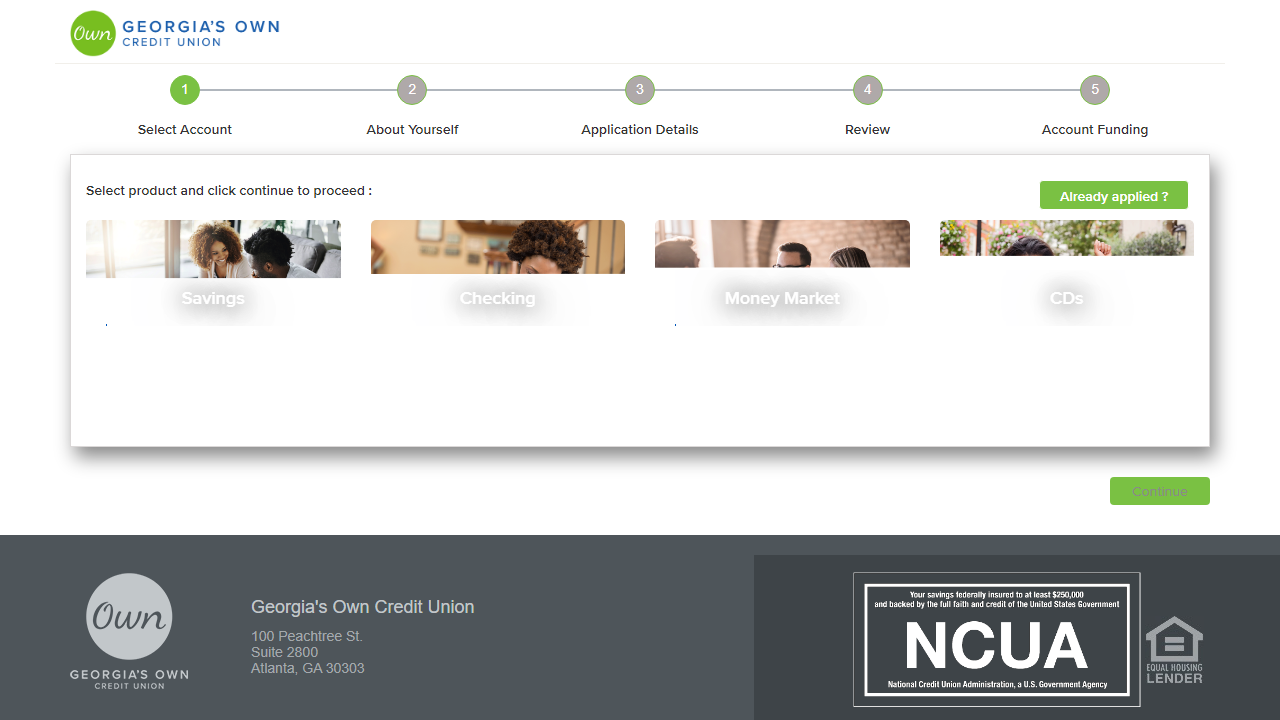 Own
GEORGIA'S OWN
CREDIT UNION
1 2 3 4 5
Select Account About Yourself Application Details Review Account Funding
Select product and click continue to proceed :
Already applied ?
Savings Checking Money Market CDs
Continue
Own
GEORGIA'S OWN
CREDIT UNION
Georgia's Own Credit Union
100 Peachtree St.
Suite 2800
Atlanta, GA 30303
Your savings federally insured to at least $250,000
and backed by the full faith and credit of the United States Government
NCUA
National Credit Union Administration, a U.S. Government Agency
EQUAL HOUSING
LENDER